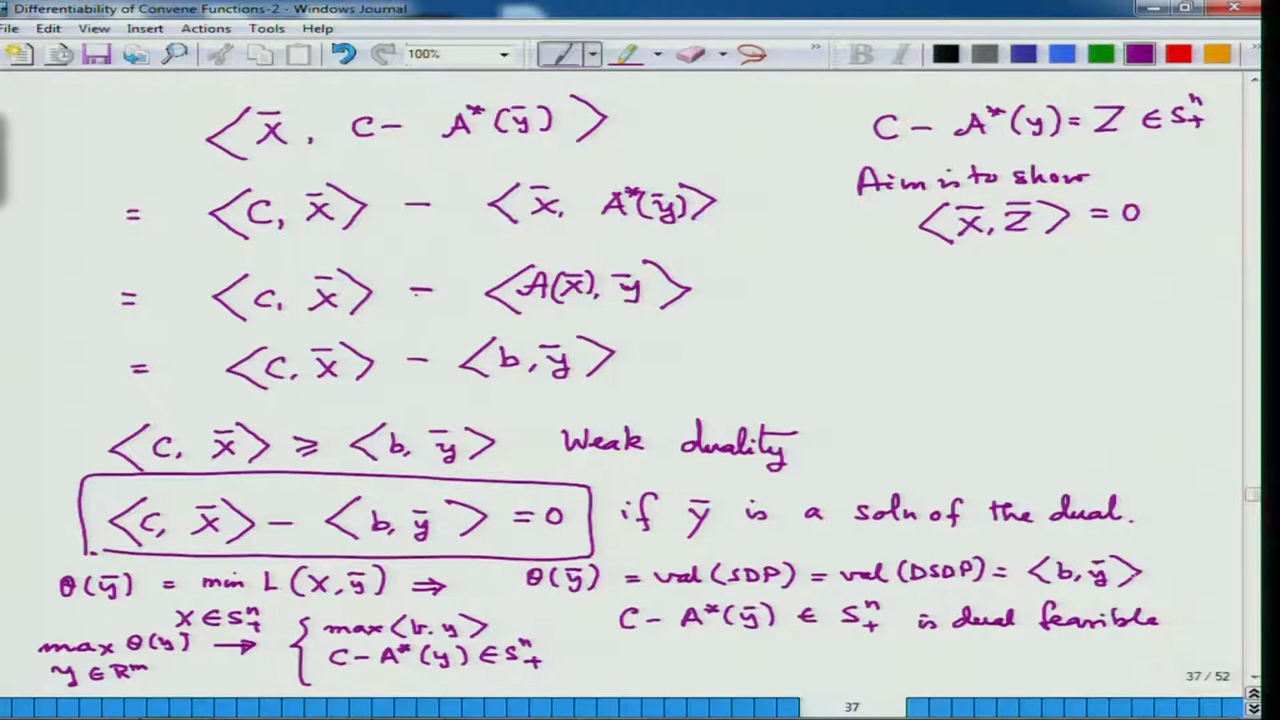 Differentiability of Convene Functions-2 - Windows Journal
File Edit View Insert Actions Tools Help
100%
⟨x̄, C - A*(ȳ)⟩
= ⟨C, x̄⟩ - ⟨x̄, A*(ȳ)⟩
= ⟨C, x̄⟩ - ⟨A(x̄), ȳ⟩
= ⟨C, x̄⟩ - ⟨b, ȳ⟩
C - A*(y) = Z ∈ S₊ⁿ
Aim is to show
⟨X̄, Z̄⟩ = 0
⟨C, x̄⟩ ≥ ⟨b, ȳ⟩ Weak duality
⟨C, x̄⟩ - ⟨b, ȳ⟩ = 0 if ȳ is a soln of the dual.
θ(ȳ) = min L(X, ȳ) ⇒ θ(ȳ) = val(SDP) = val(DSDP) = ⟨b, ȳ⟩
X ∈ S₊ⁿ
C - A*(ȳ) ∈ S₊ⁿ is dual feasible
max θ(y) → { max⟨b, y⟩
y ∈ Rᵐ
C - A*(y) ∈ S₊ⁿ
37 / 52
37